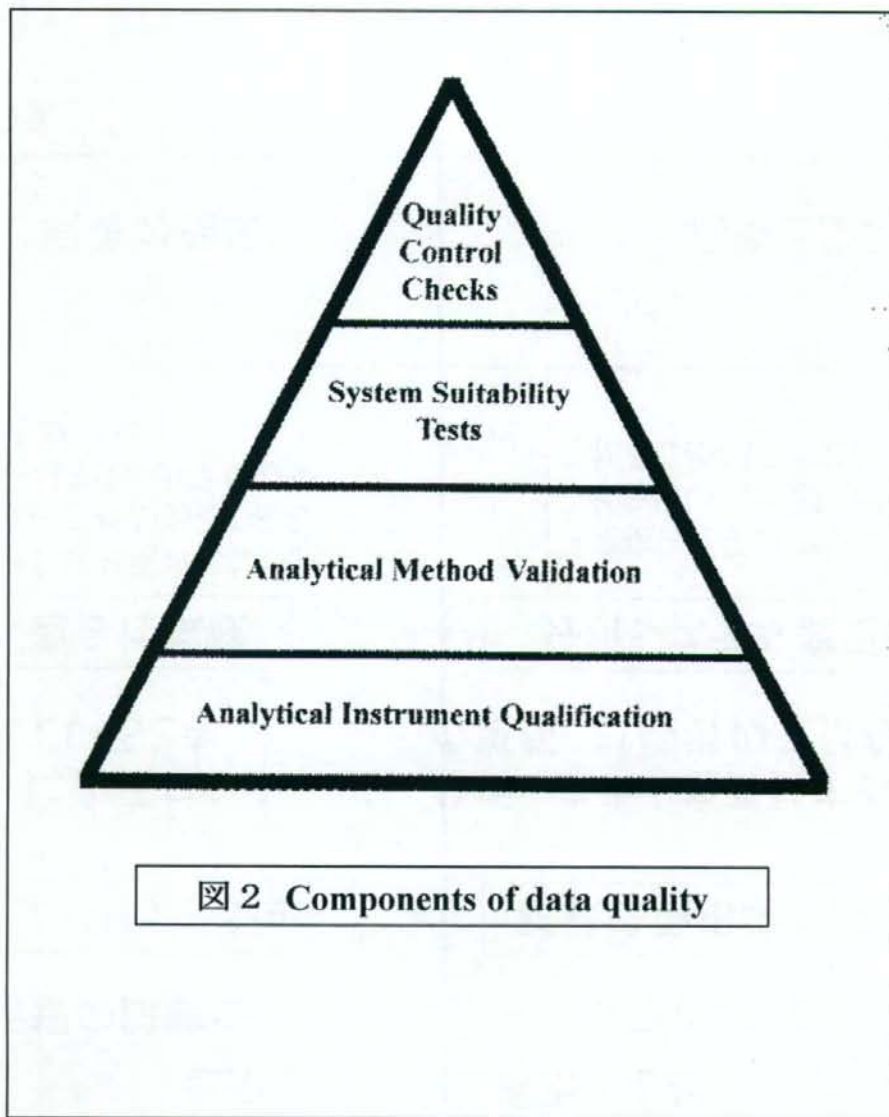 Quality
Control
Checks
System Suitability
Tests
Analytical Method Validation
Analytical Instrument Qualification
図2 Components of data quality